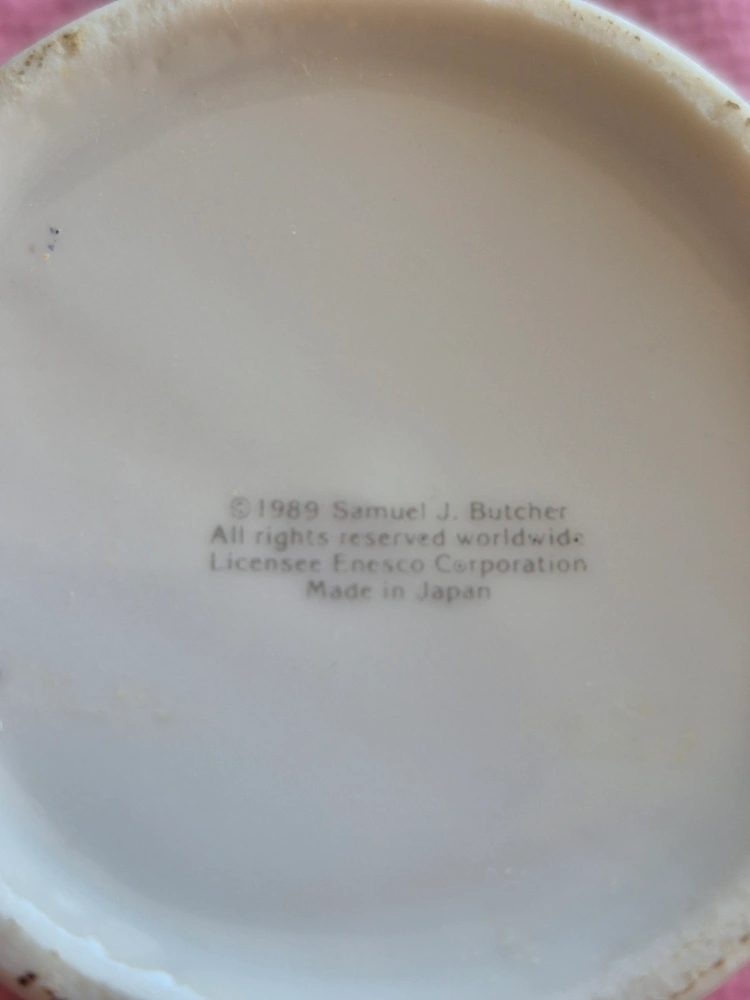 ©1989 Samuel J. Butcher
All rights reserved worldwide
Licensee Enesco Corporation
Made in Japan